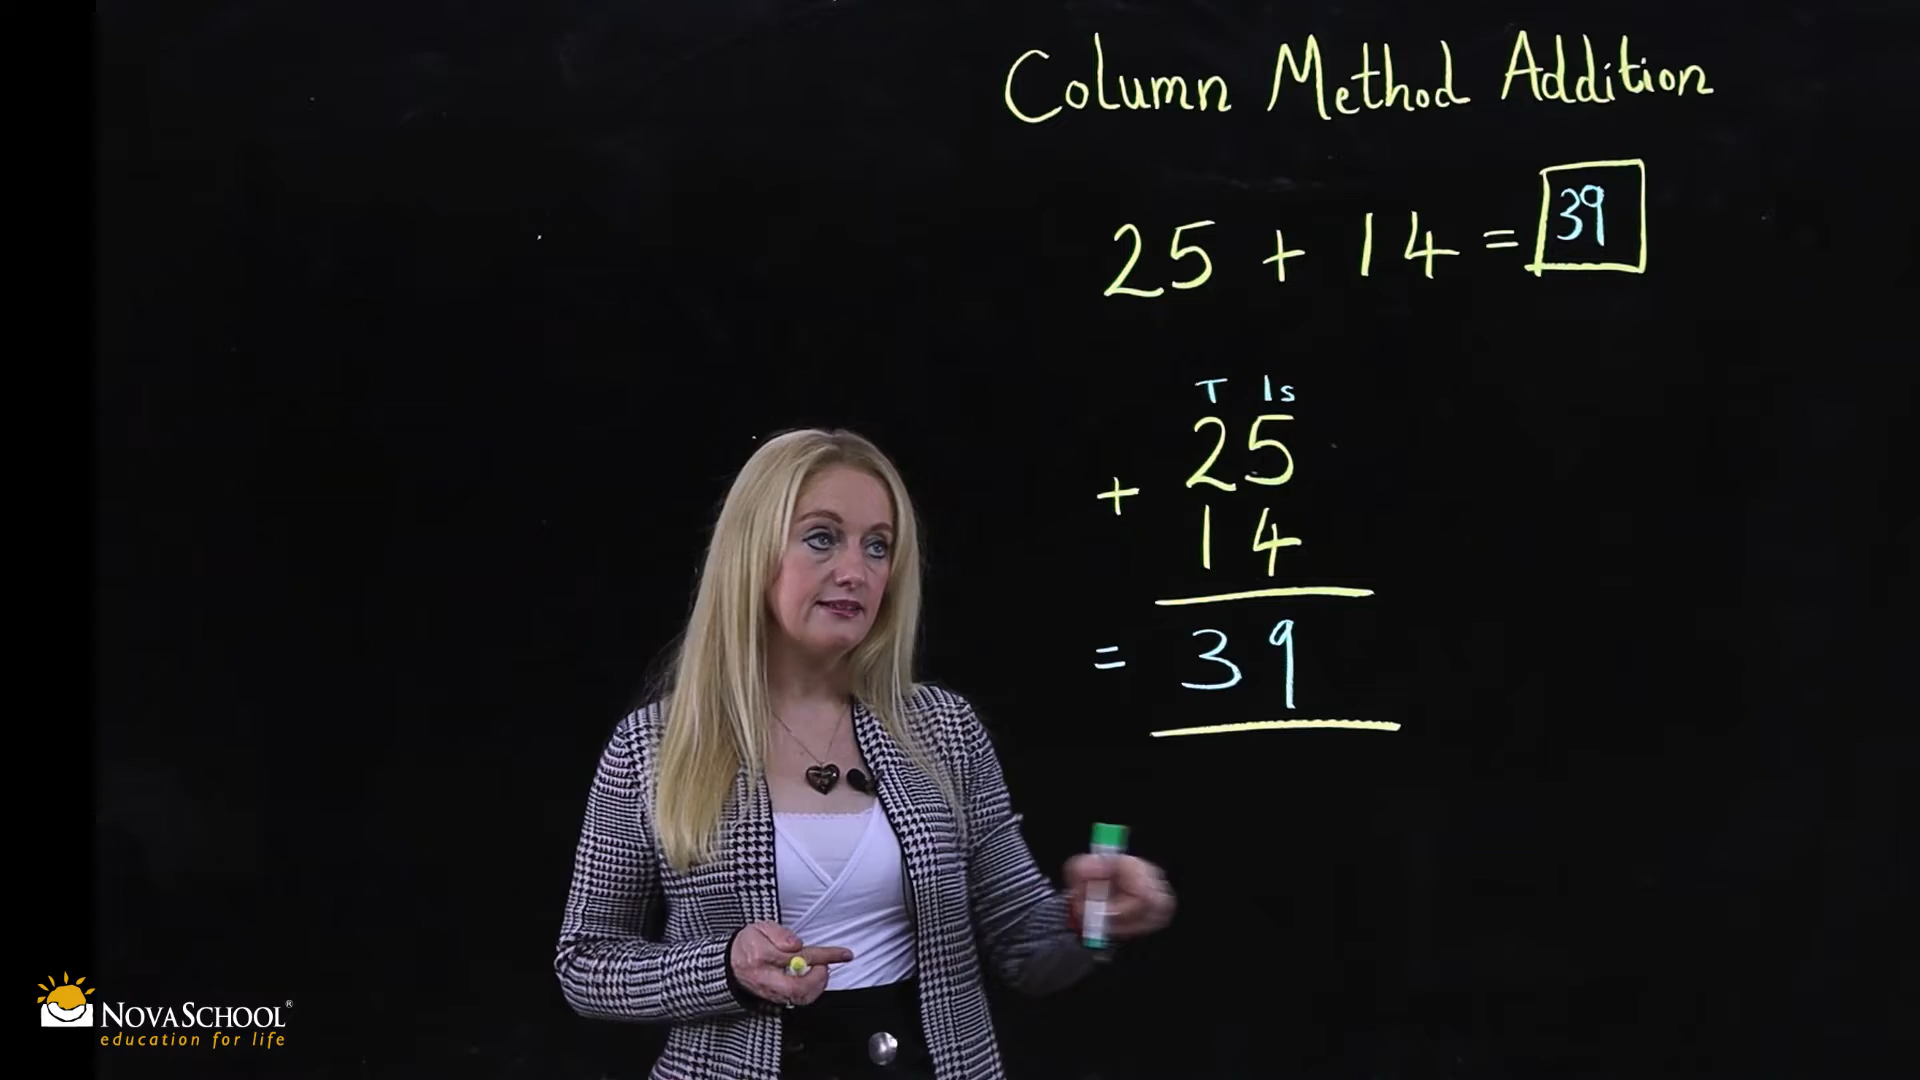 Column Method Addition
25 + 14 = 39
T 1s
25
+
14
= 39
NOVASCHOOL®
education for life